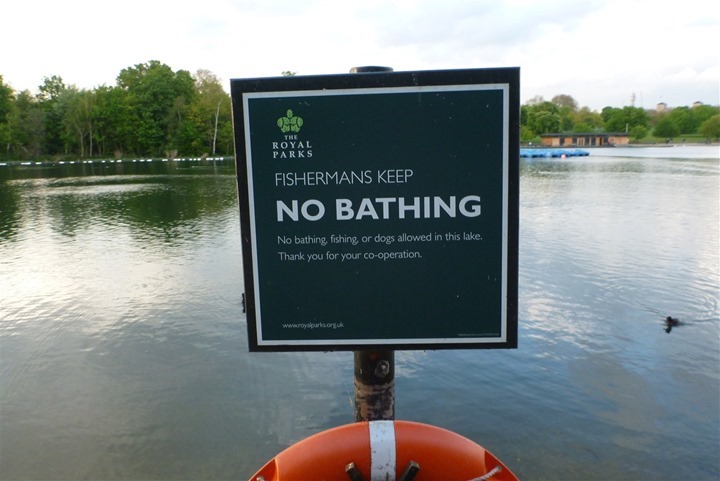 THE
ROYAL
PARKS
FISHERMANS KEEP
NO BATHING
No bathing, fishing, or dogs allowed in this lake.
Thank you for your co-operation.
www.royalparks.org.uk